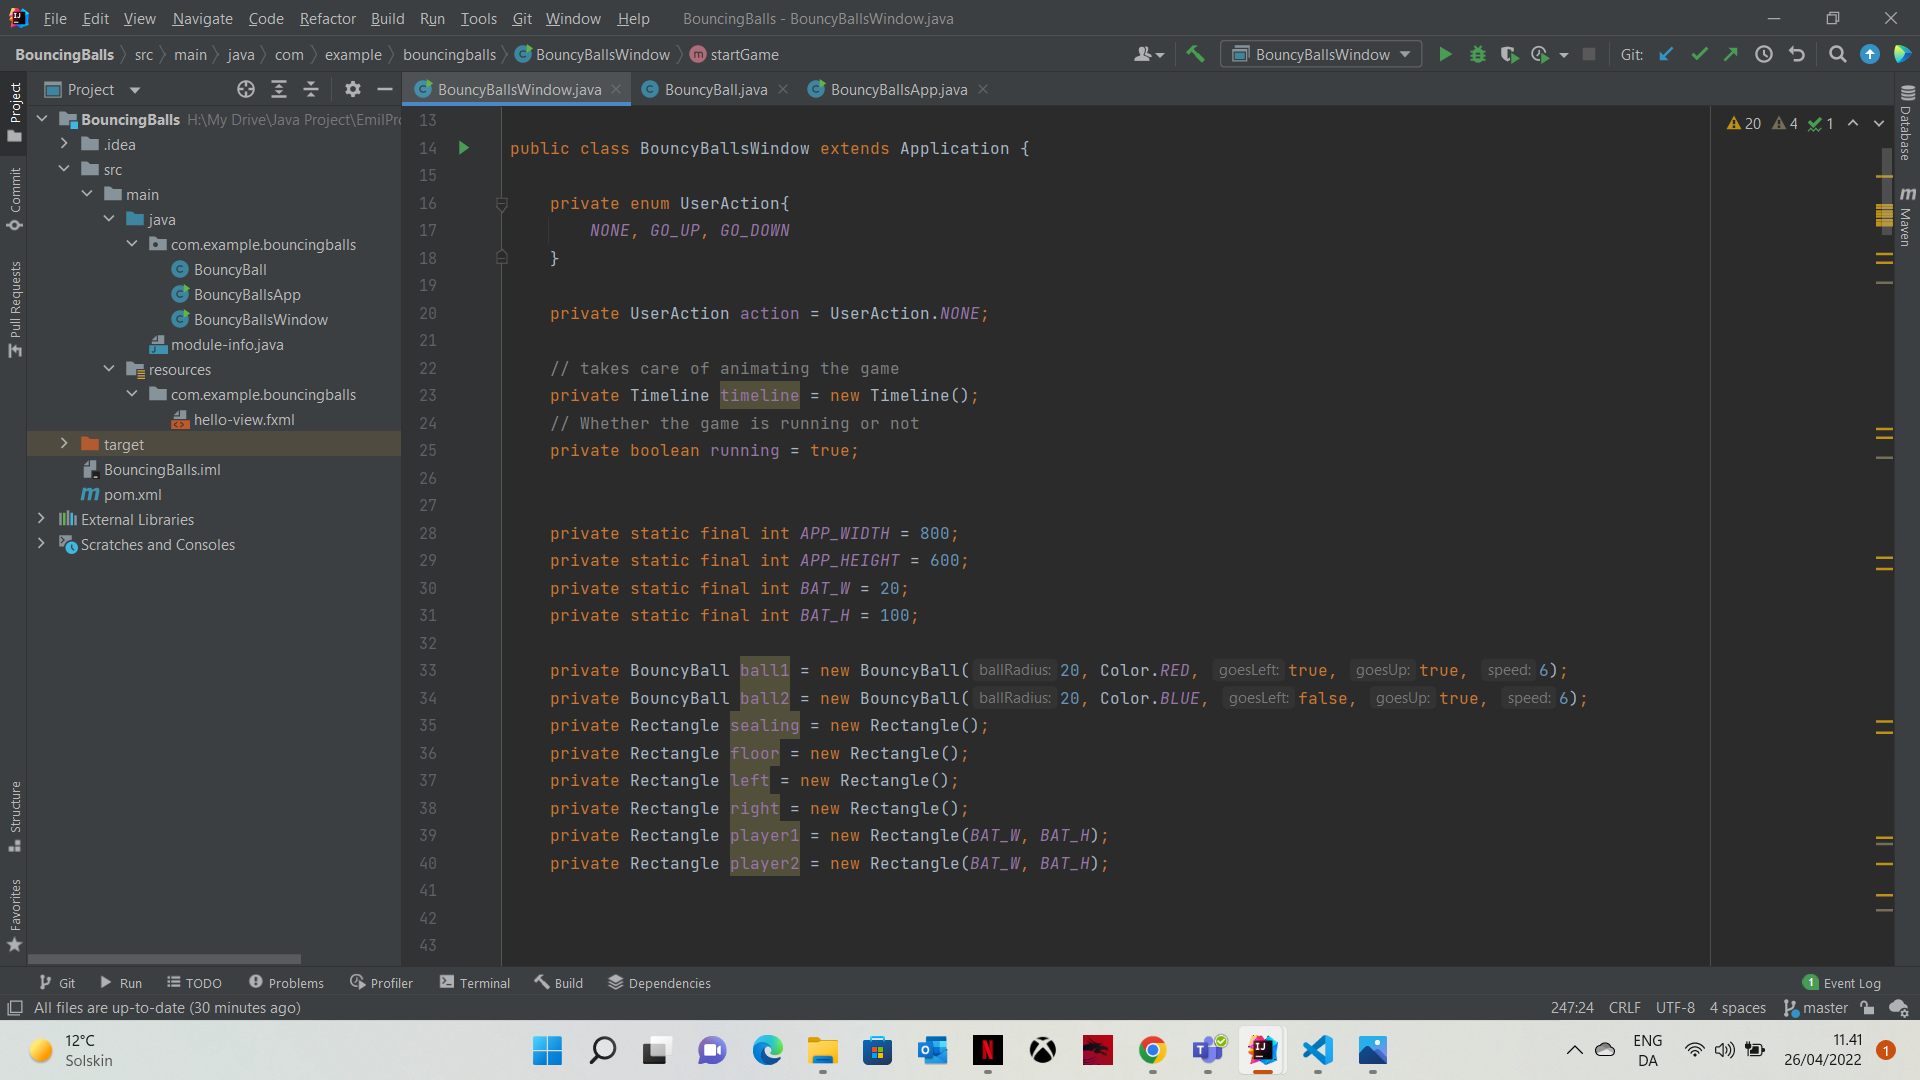 File Edit View Navigate Code Refactor Build Run Tools Git Window Help BouncingBalls - BouncyBallsWindow.java
BouncingBalls src main java com example bouncingballs BouncyBallsWindow startGame BouncyBallsWindow Git:
Project BouncyBallsWindow.java BouncyBall.java BouncyBallsApp.java
Project
Commit
Pull Requests
Structure
Favorites
BouncingBalls H:\My Drive\Java Project\EmilPr
.idea
src
main
java
com.example.bouncingballs
BouncyBall
BouncyBallsApp
BouncyBallsWindow
module-info.java
resources
com.example.bouncingballs
hello-view.fxml
target
BouncingBalls.iml
pom.xml
External Libraries
Scratches and Consoles
20 4 1
13
14 public class BouncyBallsWindow extends Application {
15
16 private enum UserAction{
17 NONE, GO_UP, GO_DOWN
18 }
19
20 private UserAction action = UserAction.NONE;
21
22 // takes care of animating the game
23 private Timeline timeline = new Timeline();
24 // Whether the game is running or not
25 private boolean running = true;
26
27
28 private static final int APP_WIDTH = 800;
29 private static final int APP_HEIGHT = 600;
30 private static final int BAT_W = 20;
31 private static final int BAT_H = 100;
32
33 private BouncyBall ball1 = new BouncyBall( ballRadius: 20, Color.RED, goesLeft: true, goesUp: true, speed: 6);
34 private BouncyBall ball2 = new BouncyBall( ballRadius: 20, Color.BLUE, goesLeft: false, goesUp: true, speed: 6);
35 private Rectangle sealing = new Rectangle();
36 private Rectangle floor = new Rectangle();
37 private Rectangle left = new Rectangle();
38 private Rectangle right = new Rectangle();
39 private Rectangle player1 = new Rectangle(BAT_W, BAT_H);
40 private Rectangle player2 = new Rectangle(BAT_W, BAT_H);
41
42
43
Database
Maven
Git Run TODO Problems Profiler Terminal Build Dependencies 1 Event Log
All files are up-to-date (30 minutes ago) 247:24 CRLF UTF-8 4 spaces master
12°C
Solskin
ENG
DA
11.41
26/04/2022
1